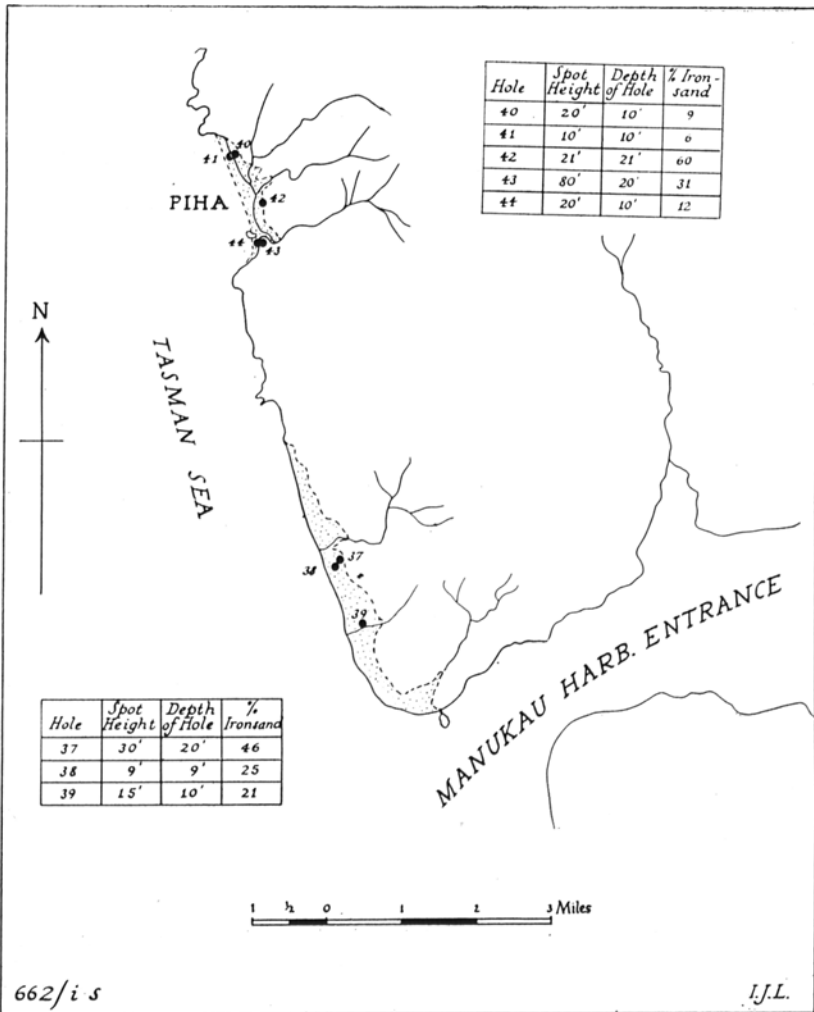 Hole Spot Height Depth of Hole % Iron-sand
40 20' 10' 9
41 10' 10' 6
42 21' 21' 60
43 80' 20' 31
44 20' 10' 12
40
41
PIHA
42
44
43
N
TASMAN SEA
37
38
39
MANUKAU HARB. ENTRANCE
Hole Spot Height Depth of Hole % Ironsand
37 30' 20' 46
38 9' 9' 25
39 15' 10' 21
1 ½ 0 1 2 3 Miles
662/i s
I.J.L.